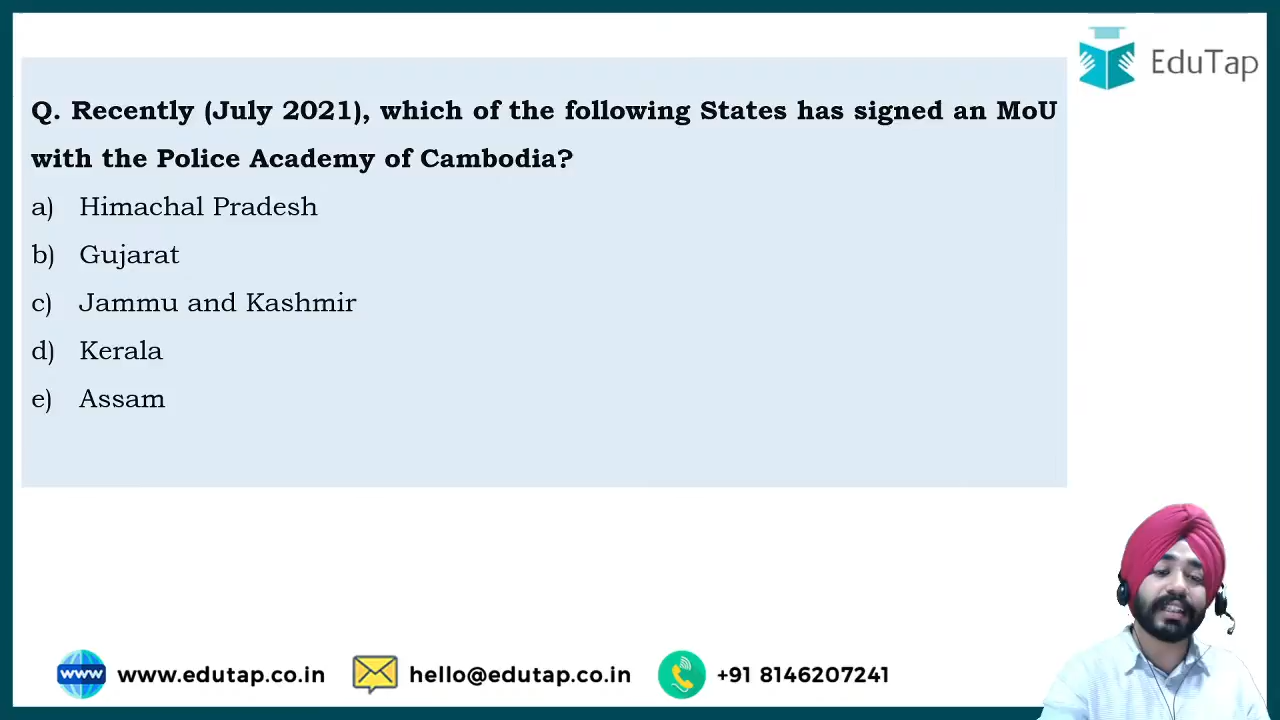 EduTap
Q. Recently (July 2021), which of the following States has signed an MoU
with the Police Academy of Cambodia?
a) Himachal Pradesh
b) Gujarat
c) Jammu and Kashmir
d) Kerala
e) Assam
www www.edutap.co.in hello@edutap.co.in +91 8146207241